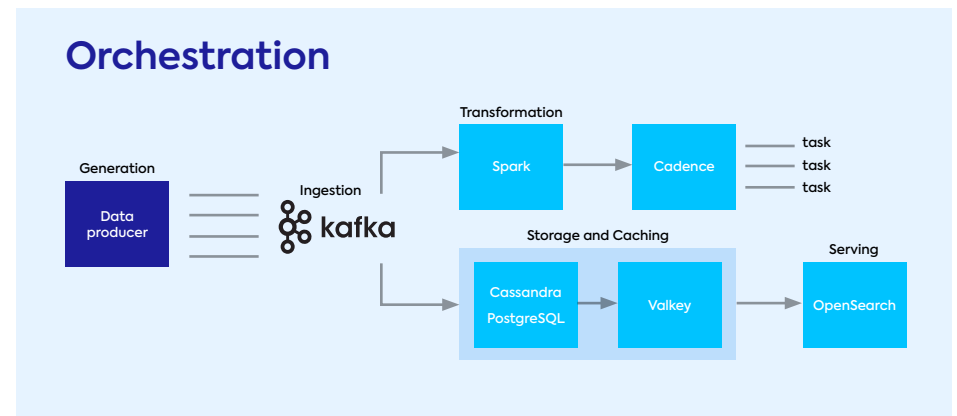 Orchestration
Generation
Data
producer
Ingestion
kafka
Transformation
Spark
Cadence
task
task
task
Storage and Caching
Cassandra
PostgreSQL
Valkey
Serving
OpenSearch